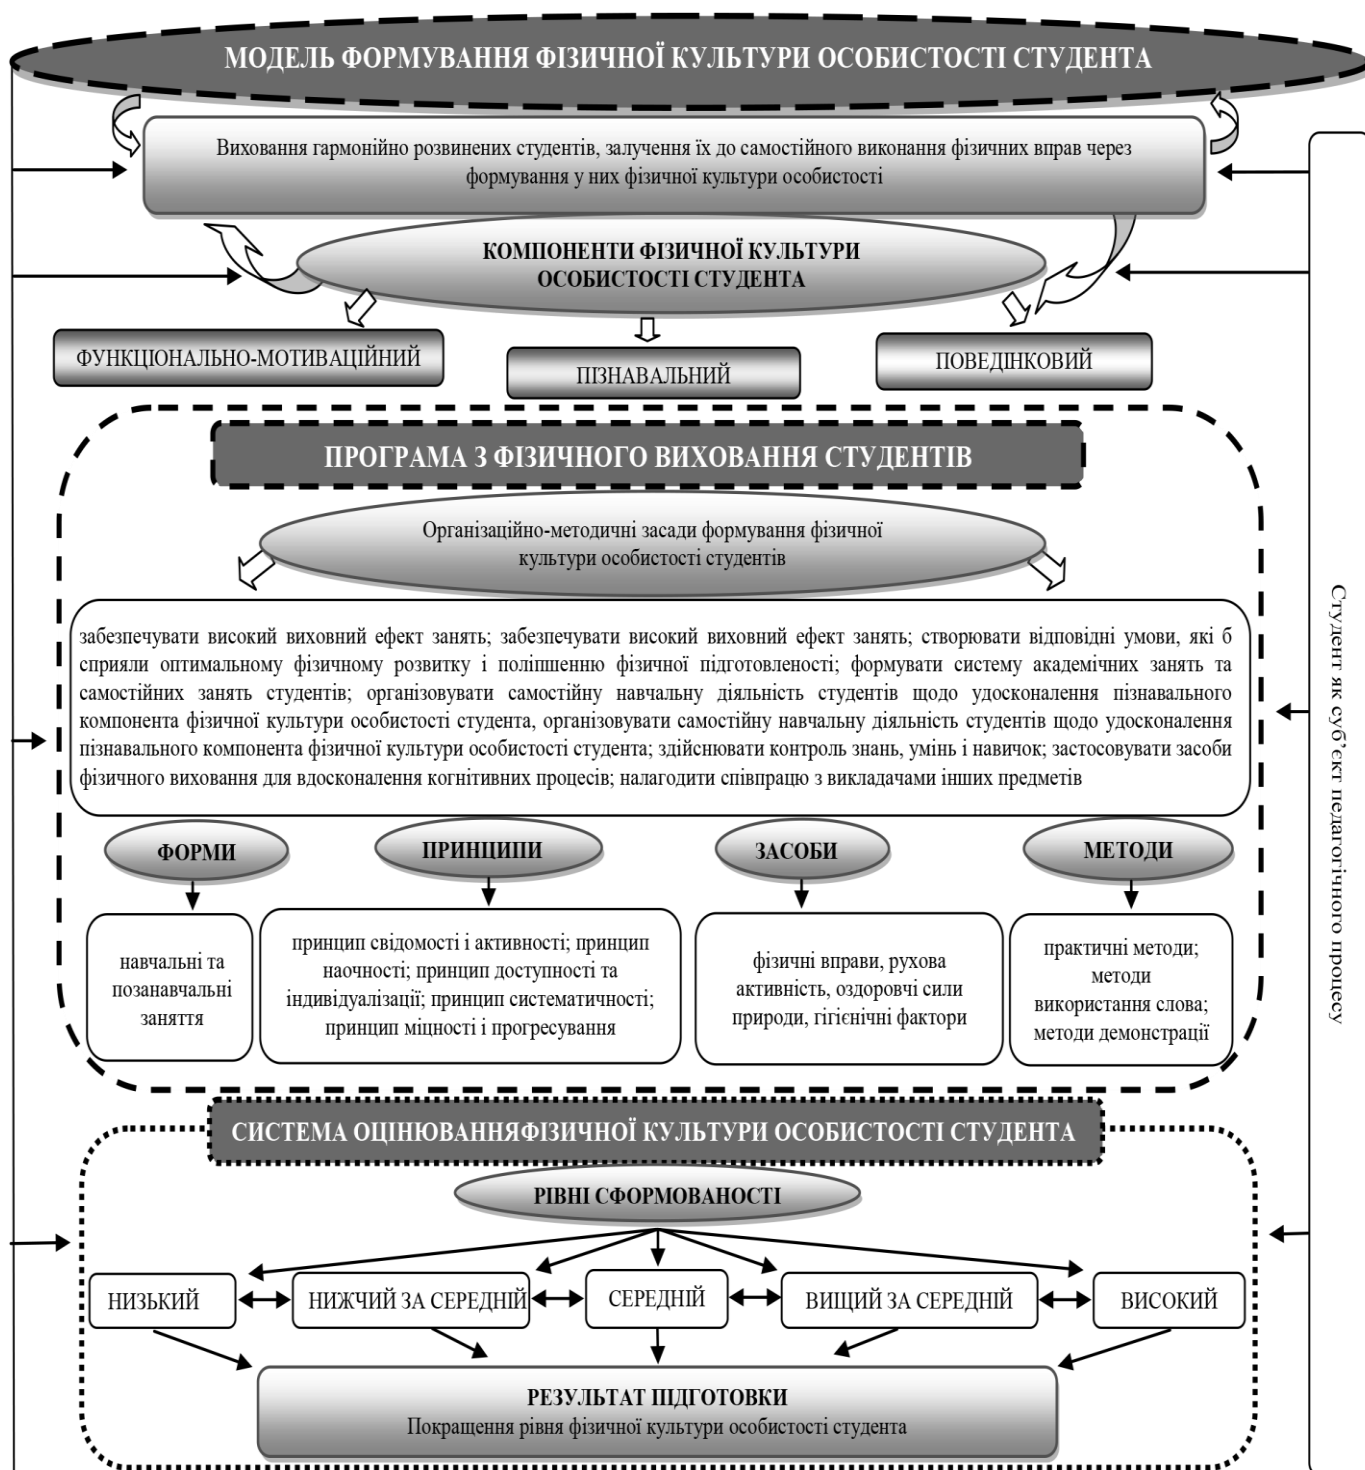 МОДЕЛЬ ФОРМУВАННЯ ФІЗИЧНОЇ КУЛЬТУРИ ОСОБИСТОСТІ СТУДЕНТА
Виховання гармонійно розвинених студентів, залучення їх до самостійного виконання фізичних вправ через
формування у них фізичної культури особистості
КОМПОНЕНТИ ФІЗИЧНОЇ КУЛЬТУРИ
ОСОБИСТОСТІ СТУДЕНТА
ФУНКЦІОНАЛЬНО-МОТИВАЦІЙНИЙ
ПІЗНАВАЛЬНИЙ
ПОВЕДІНКОВИЙ
ПРОГРАМА З ФІЗИЧНОГО ВИХОВАННЯ СТУДЕНТІВ
Організаційно-методичні засади формування фізичної
культури особистості студентів
забезпечувати високий виховний ефект занять; забезпечувати високий виховний ефект занять; створювати відповідні умови, які б
сприяли оптимальному фізичному розвитку і поліпшенню фізичної підготовленості; формувати систему академічних занять та
самостійних занять студентів; організовувати самостійну навчальну діяльність студентів щодо удосконалення пізнавального
компонента фізичної культури особистості студента, організовувати самостійну навчальну діяльність студентів щодо удосконалення
пізнавального компонента фізичної культури особистості студента; здійснювати контроль знань, умінь і навичок; застосовувати засоби
фізичного виховання для вдосконалення когнітивних процесів; налагодити співпрацю з викладачами інших предметів
ФОРМИ
ПРИНЦИПИ
ЗАСОБИ
МЕТОДИ
навчальні та
позанавчальні
заняття
принцип свідомості і активності; принцип
наочності; принцип доступності та
індивідуалізації; принцип систематичності;
принцип міцності і прогресування
фізичні вправи, рухова
активність, оздоровчі сили
природи, гігієнічні фактори
практичні методи;
методи
використання слова;
методи демонстрації
СИСТЕМА ОЦІНЮВАННЯФІЗИЧНОЇ КУЛЬТУРИ ОСОБИСТОСТІ СТУДЕНТА
РІВНІ СФОРМОВАНОСТІ
НИЗЬКИЙ
НИЖЧИЙ ЗА СЕРЕДНІЙ
СЕРЕДНІЙ
ВИЩИЙ ЗА СЕРЕДНІЙ
ВИСОКИЙ
РЕЗУЛЬТАТ ПІДГОТОВКИ
Покращення рівня фізичної культури особистості студента
Студент як суб’єкт педагогічного процесу